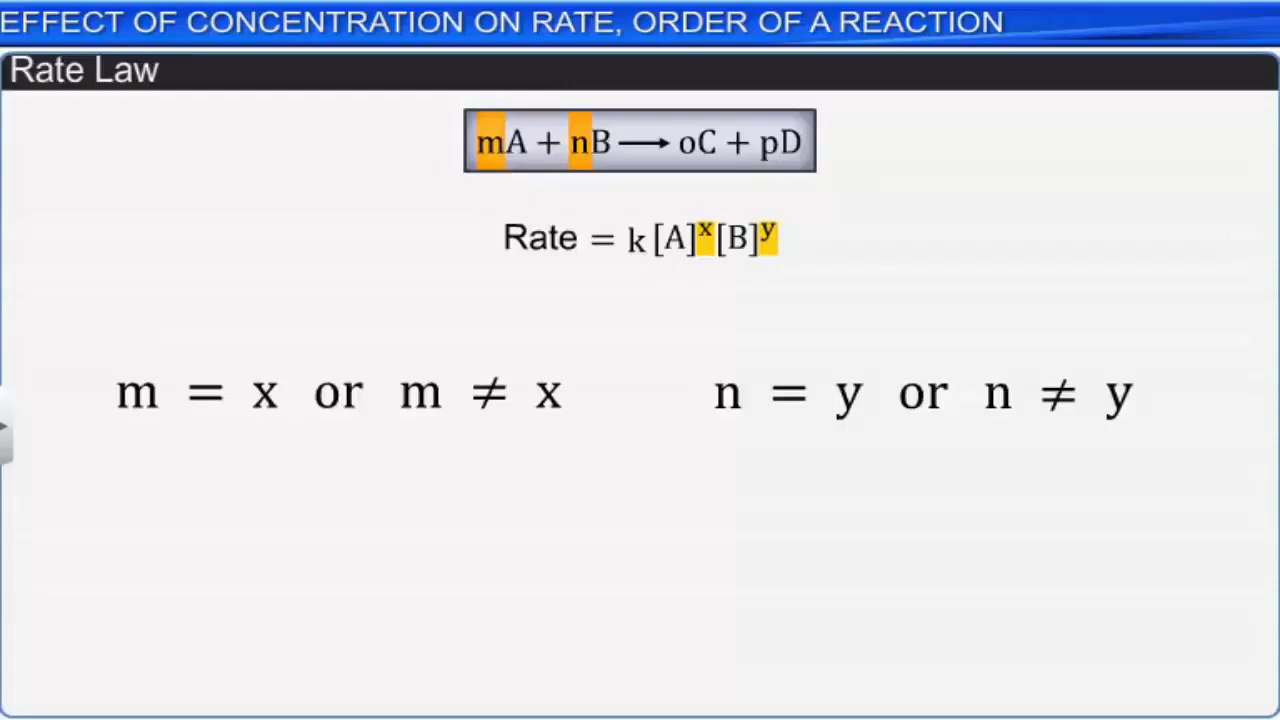 EFFECT OF CONCENTRATION ON RATE, ORDER OF A REACTION
Rate Law
mA + nB ⟶ oC + pD
Rate = k [A]ˣ[B]ʸ
m = x or m ≠ x n = y or n ≠ y